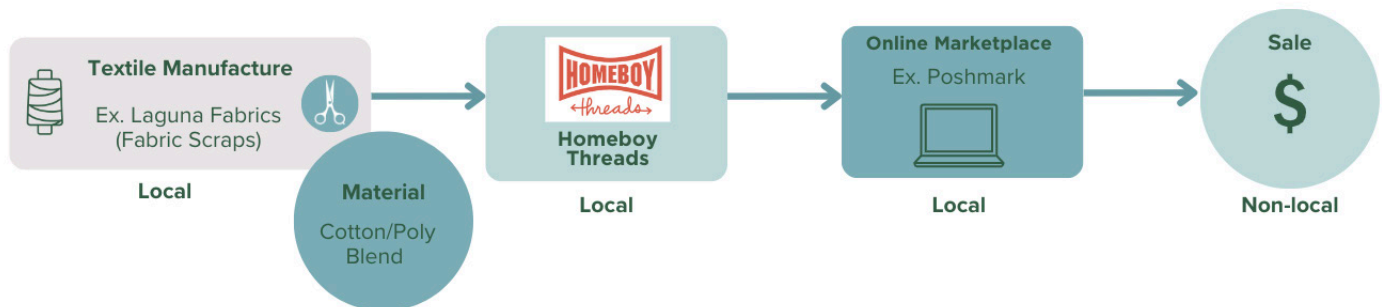 Textile Manufacture
Ex. Laguna Fabrics
(Fabric Scraps)
Local
Material
Cotton/Poly
Blend
HOMEBOY
threads
Homeboy
Threads
Local
Online Marketplace
Ex. Poshmark
Local
Sale
$
Non-local